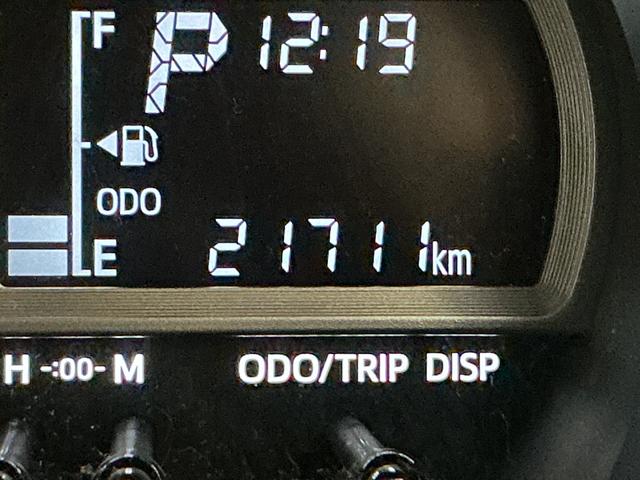 F P 12:19
ODO
E 21711km
H -:00- M ODO/TRIP DISP